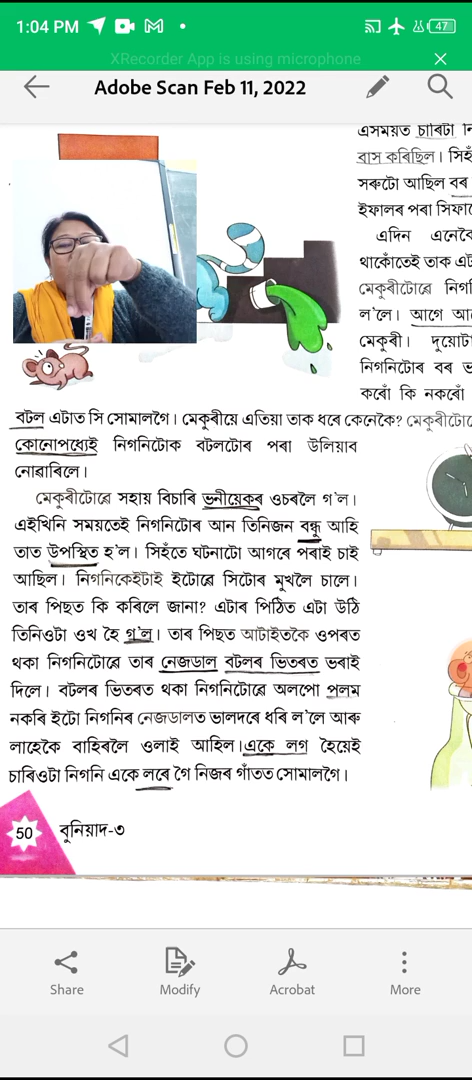 1:04 PM
47
XRecorder App is using microphone
Adobe Scan Feb 11, 2022
এসময়ত চাৰিটা
বাস কৰিছিল। সিহঁ
সৰুটো আছিল বৰ
ইফালৰ পৰা সিফা
এদিন এনেকৈ
থাকোঁতেই তাক এ
মেকুৰীটোৱে নিগ
ল'লে। আগে আ
মেকুৰী। দুয়োটা
নিগনিটোৰ বৰ ভ
কৰোঁ কি নকৰোঁ
বটল এটাত সি সোমালগৈ। মেকুৰীয়ে এতিয়া তাক ধৰে কেনেকৈ? মেকুৰীটোৱে
কোনোপধ্যেই নিগনিটোক বটলটোৰ পৰা উলিয়াব
নোৱাৰিলে।
মেকুৰীটোৱে সহায় বিচাৰি ভনীয়েকৰ ওচৰলৈ গ'ল।
এইখিনি সময়তেই নিগনিটোৰ আন তিনিজন বন্ধু আহি
তাত উপস্থিত হ'ল। সিহঁতে ঘটনাটো আগৰে পৰাই চাই
আছিল। নিগনিকেইটাই ইটোৱে সিটোৰ মুখলৈ চালে।
তাৰ পিছত কি কৰিলে জানা? এটাৰ পিঠিত এটা উঠি
তিনিওটা ওখ হৈ গ'ল। তাৰ পিছত আটাইতকৈ ওপৰত
থকা নিগনিটোৱে তাৰ নেজডাল বটলৰ ভিতৰত ভৰাই
দিলে। বটলৰ ভিতৰত থকা নিগনিটোৱে অলপো পলম
নকৰি ইটো নিগনিৰ নেজডালত ভালদৰে ধৰি ল'লে আৰু
লাহেকৈ বাহিৰলৈ ওলাই আহিল। একে লগ হৈয়েই
চাৰিওটা নিগনি একে লৰে গৈ নিজৰ গাঁতত সোমালগৈ।
50 বুনিয়াদ-৩
Share
Modify
Acrobat
More